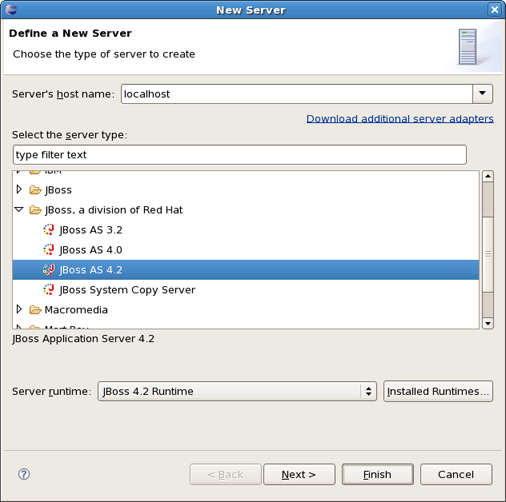 New Server
Define a New Server
Choose the type of server to create
Server's host name: localhost
Download additional server adapters
Select the server type:
type filter text
IBM
JBoss
JBoss, a division of Red Hat
JBoss AS 3.2
JBoss AS 4.0
JBoss AS 4.2
JBoss System Copy Server
Macromedia
JBoss Application Server 4.2
Server runtime: JBoss 4.2 Runtime Installed Runtimes...
? < Back Next > Finish Cancel